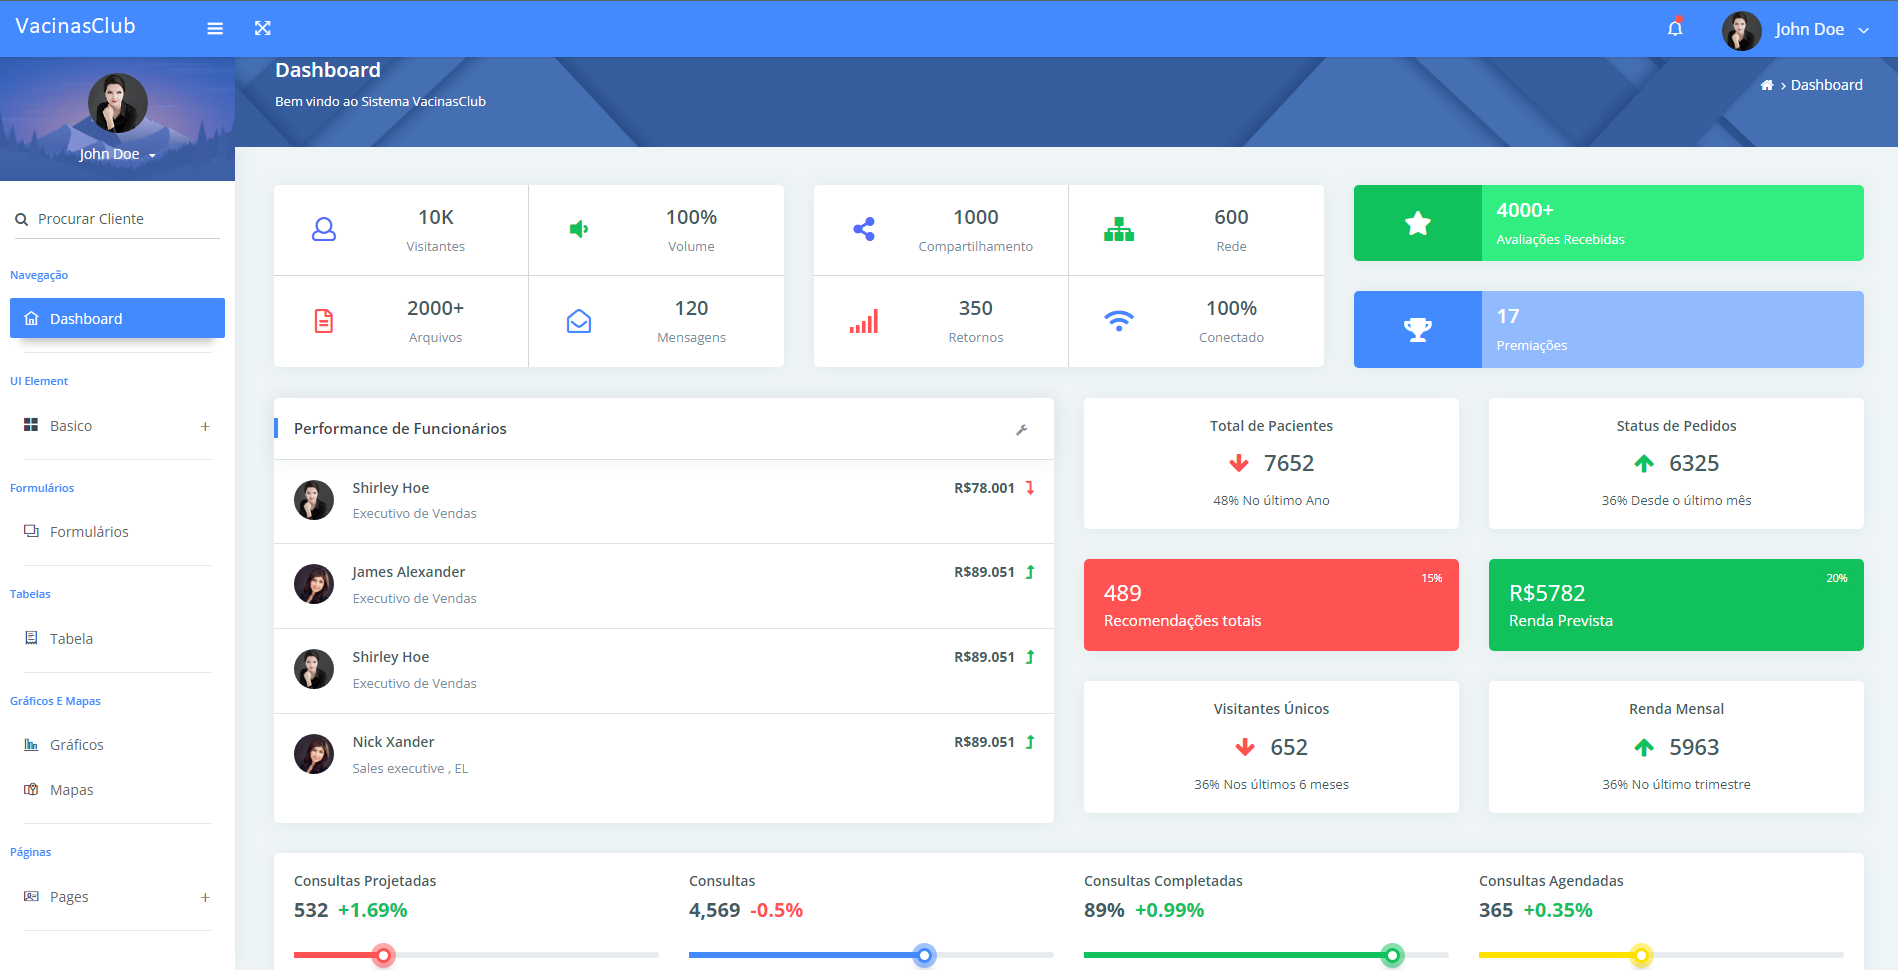 VacinasClub
John Doe
John Doe
Procurar Cliente
Navegação
Dashboard
UI Element
Basico +
Formulários
Formulários
Tabelas
Tabela
Gráficos E Mapas
Gráficos
Mapas
Páginas
Pages +
Dashboard
Bem vindo ao Sistema VacinasClub
› Dashboard
10K
Visitantes
100%
Volume
2000+
Arquivos
120
Mensagens
1000
Compartilhamento
600
Rede
350
Retornos
100%
Conectado
4000+
Avaliações Recebidas
17
Premiações
Performance de Funcionários
Shirley Hoe R$78.001
Executivo de Vendas
James Alexander R$89.051
Executivo de Vendas
Shirley Hoe R$89.051
Executivo de Vendas
Nick Xander R$89.051
Sales executive , EL
Total de Pacientes
7652
48% No último Ano
Status de Pedidos
6325
36% Desde o último mês
15%
489
Recomendações totais
20%
R$5782
Renda Prevista
Visitantes Únicos
652
36% Nos últimos 6 meses
Renda Mensal
5963
36% No último trimestre
Consultas Projetadas
532 +1.69%
Consultas
4,569 -0.5%
Consultas Completadas
89% +0.99%
Consultas Agendadas
365 +0.35%